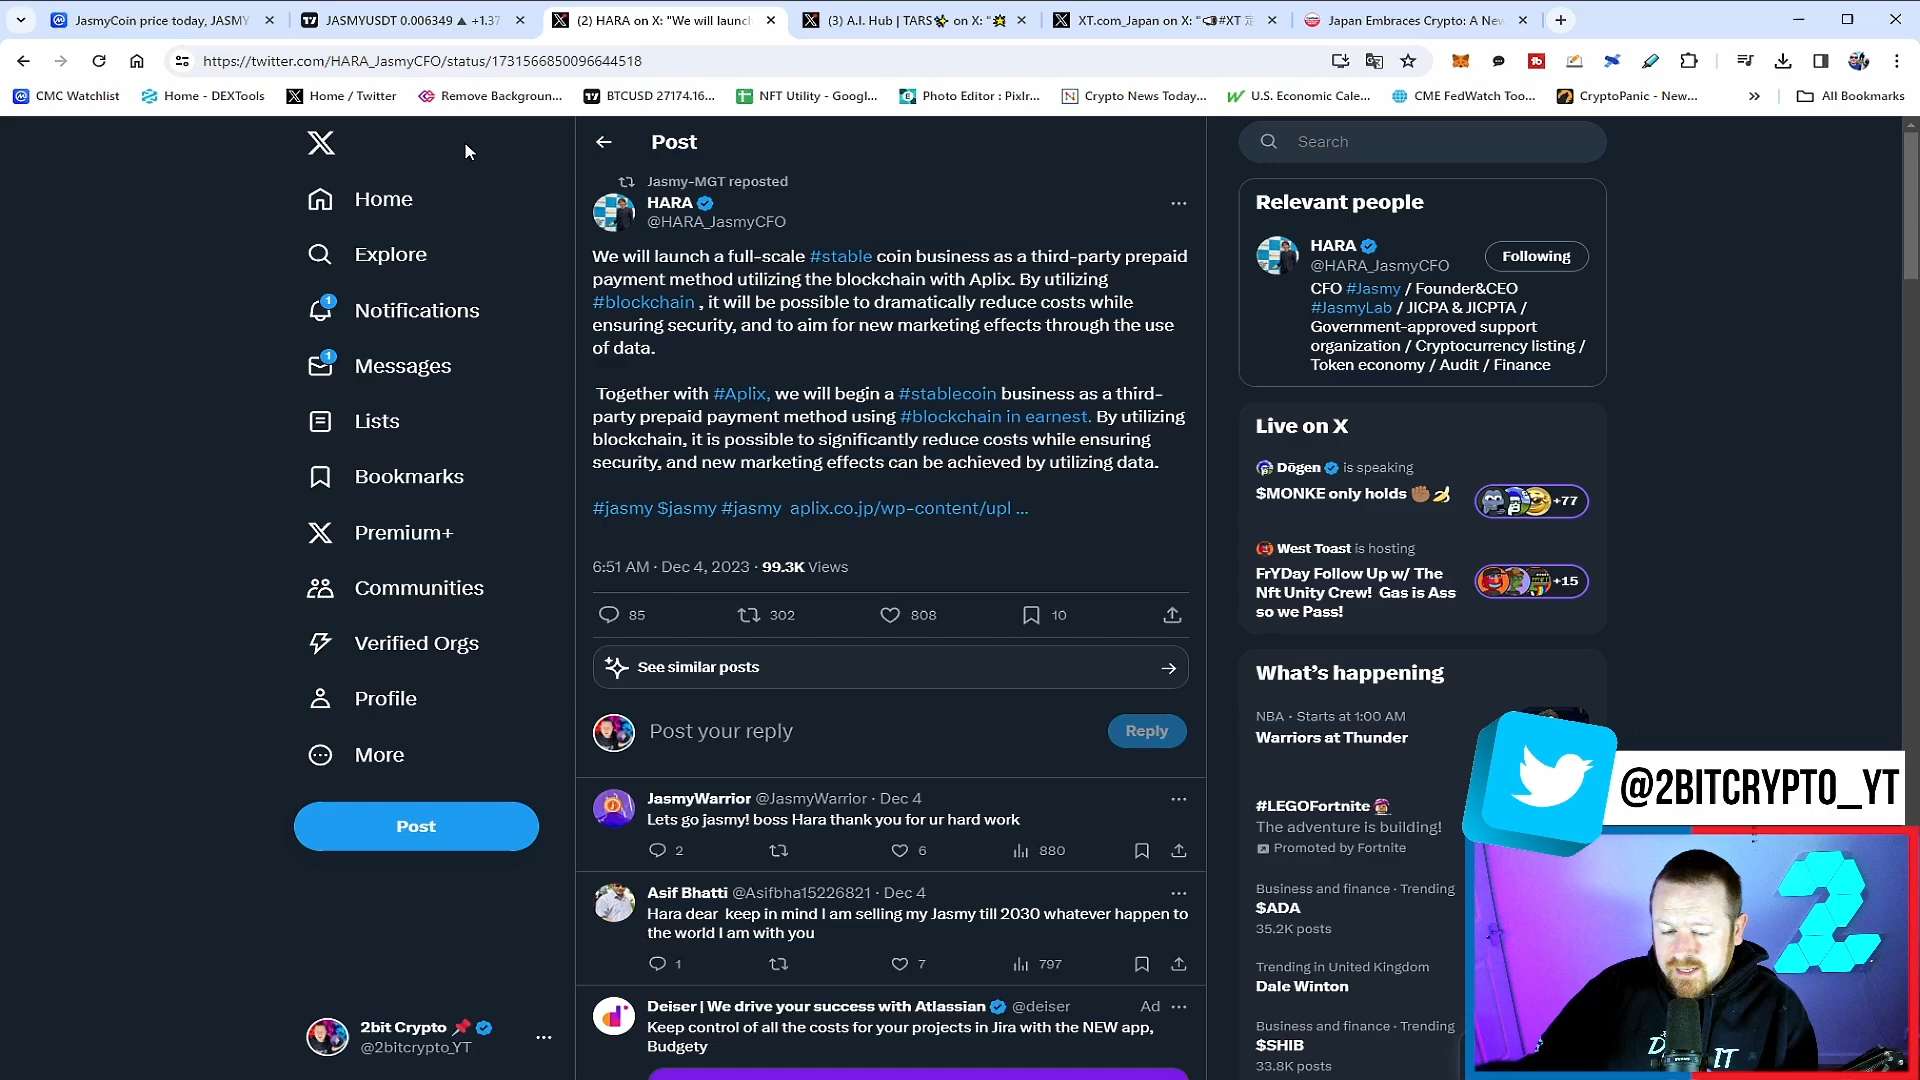 JasmyCoin price today, JASMY
JASMYUSDT 0.006349 ▲ +1.37
(2) HARA on X: "We will launch
(3) A.I. Hub | TARS on X: "
XT.com_Japan on X: "#XT 定
Japan Embraces Crypto: A New
https://twitter.com/HARA_JasmyCFO/status/1731566850096644518
CMC Watchlist
Home - DEXTools
Home / Twitter
Remove Backgroun...
BTCUSD 27174.16...
NFT Utility - Googl...
Photo Editor : Pixlr...
Crypto News Today...
U.S. Economic Cale...
CME FedWatch Too...
CryptoPanic - New...
All Bookmarks
Home
Explore
1
Notifications
1
Messages
Lists
Bookmarks
Premium+
Communities
Verified Orgs
Profile
More
Post
2bit Crypto 📌
@2bitcrypto_YT
Post
Jasmy-MGT reposted
HARA
@HARA_JasmyCFO
We will launch a full-scale #stable coin business as a third-party prepaid
payment method utilizing the blockchain with Aplix. By utilizing
#blockchain , it will be possible to dramatically reduce costs while
ensuring security, and to aim for new marketing effects through the use
of data.
Together with #Aplix, we will begin a #stablecoin business as a third-
party prepaid payment method using #blockchain in earnest. By utilizing
blockchain, it is possible to significantly reduce costs while ensuring
security, and new marketing effects can be achieved by utilizing data.
#jasmy $jasmy #jasmy aplix.co.jp/wp-content/upl ...
6:51 AM · Dec 4, 2023 · 99.3K Views
85 302 808 10
See similar posts
Post your reply
Reply
JasmyWarrior @JasmyWarrior · Dec 4
Lets go jasmy! boss Hara thank you for ur hard work
2 6 880
Asif Bhatti @Asifbha15226821 · Dec 4
Hara dear keep in mind I am selling my Jasmy till 2030 whatever happen to
the world I am with you
1 7 797
Deiser | We drive your success with Atlassian @deiser Ad
Keep control of all the costs for your projects in Jira with the NEW app,
Budgety
Search
Relevant people
HARA
@HARA_JasmyCFO
Following
CFO #Jasmy / Founder&CEO
#JasmyLab / JICPA & JICPTA /
Government-approved support
organization / Cryptocurrency listing /
Token economy / Audit / Finance
Live on X
Dōgen is speaking
$MONKE only holds ✊🏾🍌
+77
West Toast is hosting
FrYDay Follow Up w/ The
Nft Unity Crew! Gas is Ass
so we Pass!
+15
What's happening
NBA · Starts at 1:00 AM
Warriors at Thunder
#LEGOFortnite
The adventure is building!
Promoted by Fortnite
Business and finance · Trending
$ADA
35.2K posts
Trending in United Kingdom
Dale Winton
Business and finance · Trending
$SHIB
33.8K posts
@2BITCRYPTO_YT
2